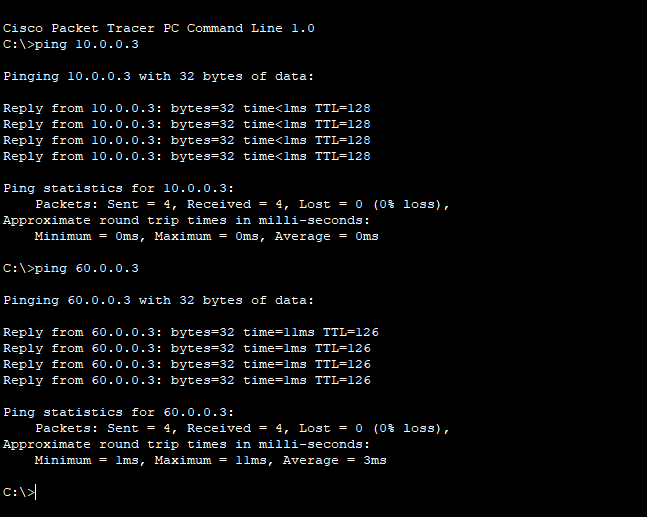 Cisco Packet Tracer PC Command Line 1.0
C:\>ping 10.0.0.3
Pinging 10.0.0.3 with 32 bytes of data:
Reply from 10.0.0.3: bytes=32 time<1ms TTL=128
Reply from 10.0.0.3: bytes=32 time<1ms TTL=128
Reply from 10.0.0.3: bytes=32 time<1ms TTL=128
Reply from 10.0.0.3: bytes=32 time<1ms TTL=128
Ping statistics for 10.0.0.3:
    Packets: Sent = 4, Received = 4, Lost = 0 (0% loss),
Approximate round trip times in milli-seconds:
    Minimum = 0ms, Maximum = 0ms, Average = 0ms
C:\>ping 60.0.0.3
Pinging 60.0.0.3 with 32 bytes of data:
Reply from 60.0.0.3: bytes=32 time=11ms TTL=126
Reply from 60.0.0.3: bytes=32 time=1ms TTL=126
Reply from 60.0.0.3: bytes=32 time=1ms TTL=126
Reply from 60.0.0.3: bytes=32 time=1ms TTL=126
Ping statistics for 60.0.0.3:
    Packets: Sent = 4, Received = 4, Lost = 0 (0% loss),
Approximate round trip times in milli-seconds:
    Minimum = 1ms, Maximum = 11ms, Average = 3ms
C:\>